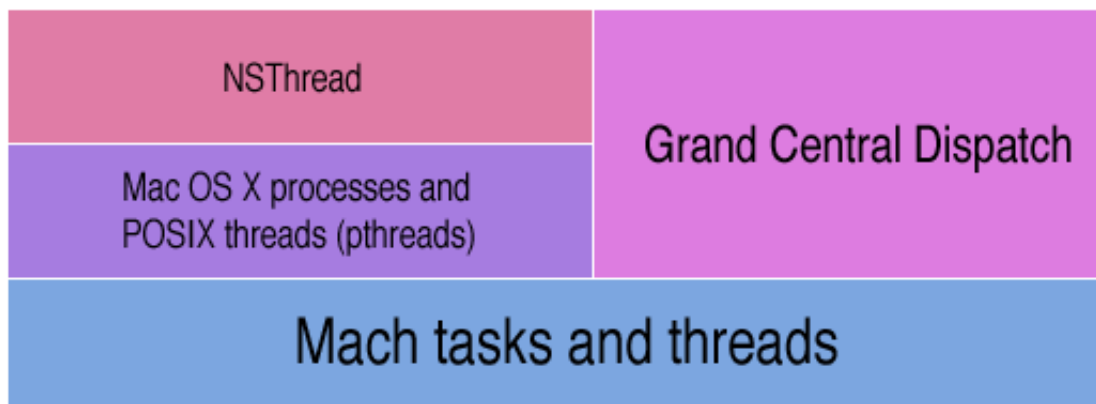 NSThread
Grand Central Dispatch
Mac OS X processes and
POSIX threads (pthreads)
Mach tasks and threads